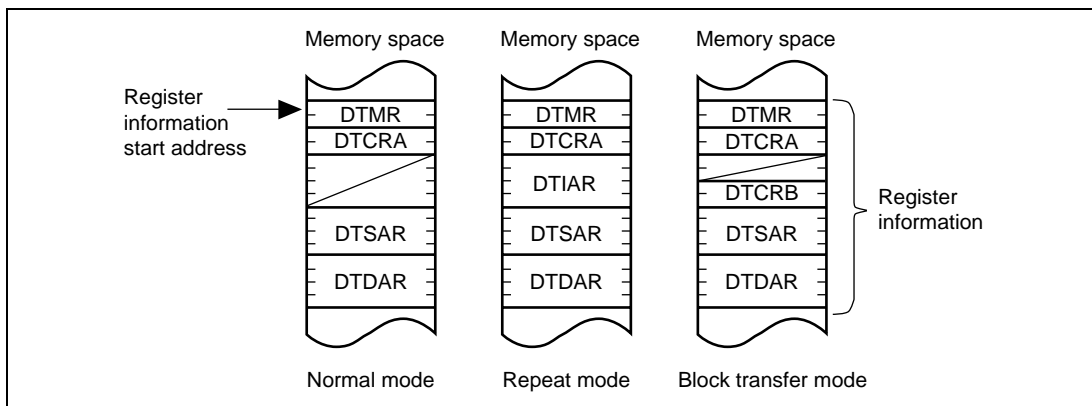 Memory space Memory space Memory space
Register
information
start address
DTMR DTMR DTMR
DTCRA DTCRA DTCRA
DTIAR
DTCRB
DTSAR DTSAR DTSAR
DTDAR DTDAR DTDAR
Register
information
Normal mode Repeat mode Block transfer mode